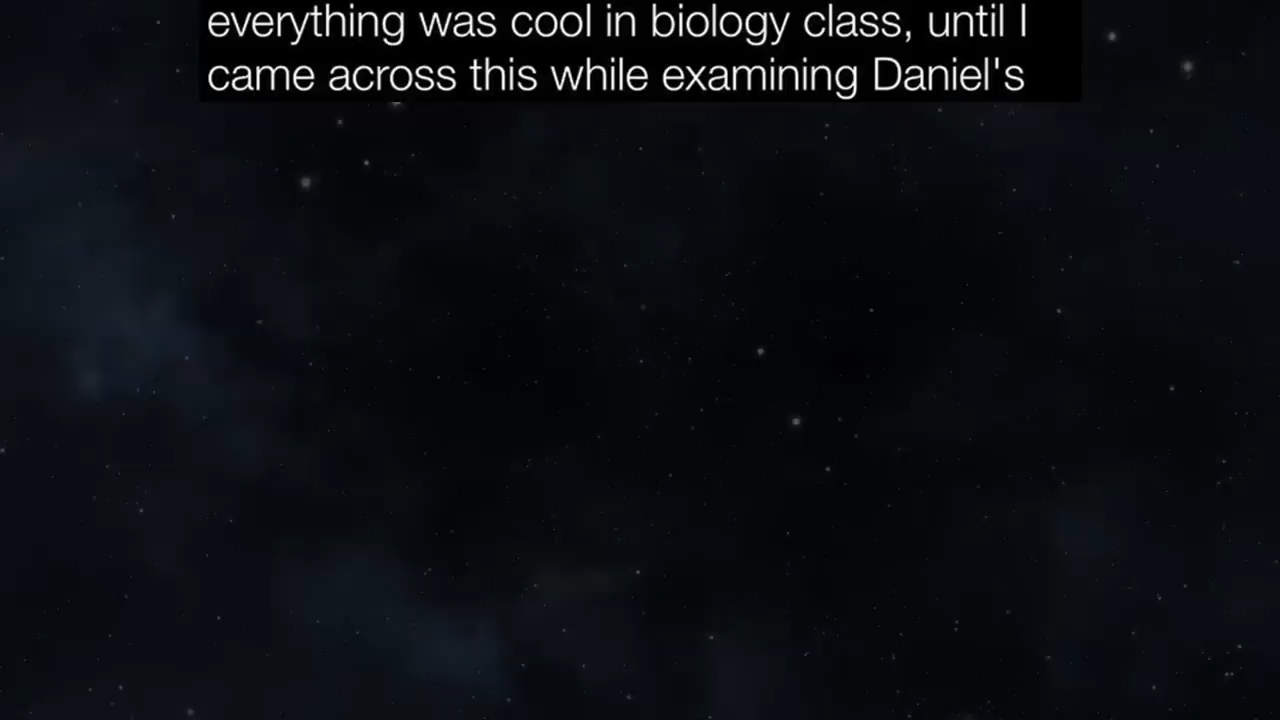 everything was cool in biology class, until I
came across this while examining Daniel's